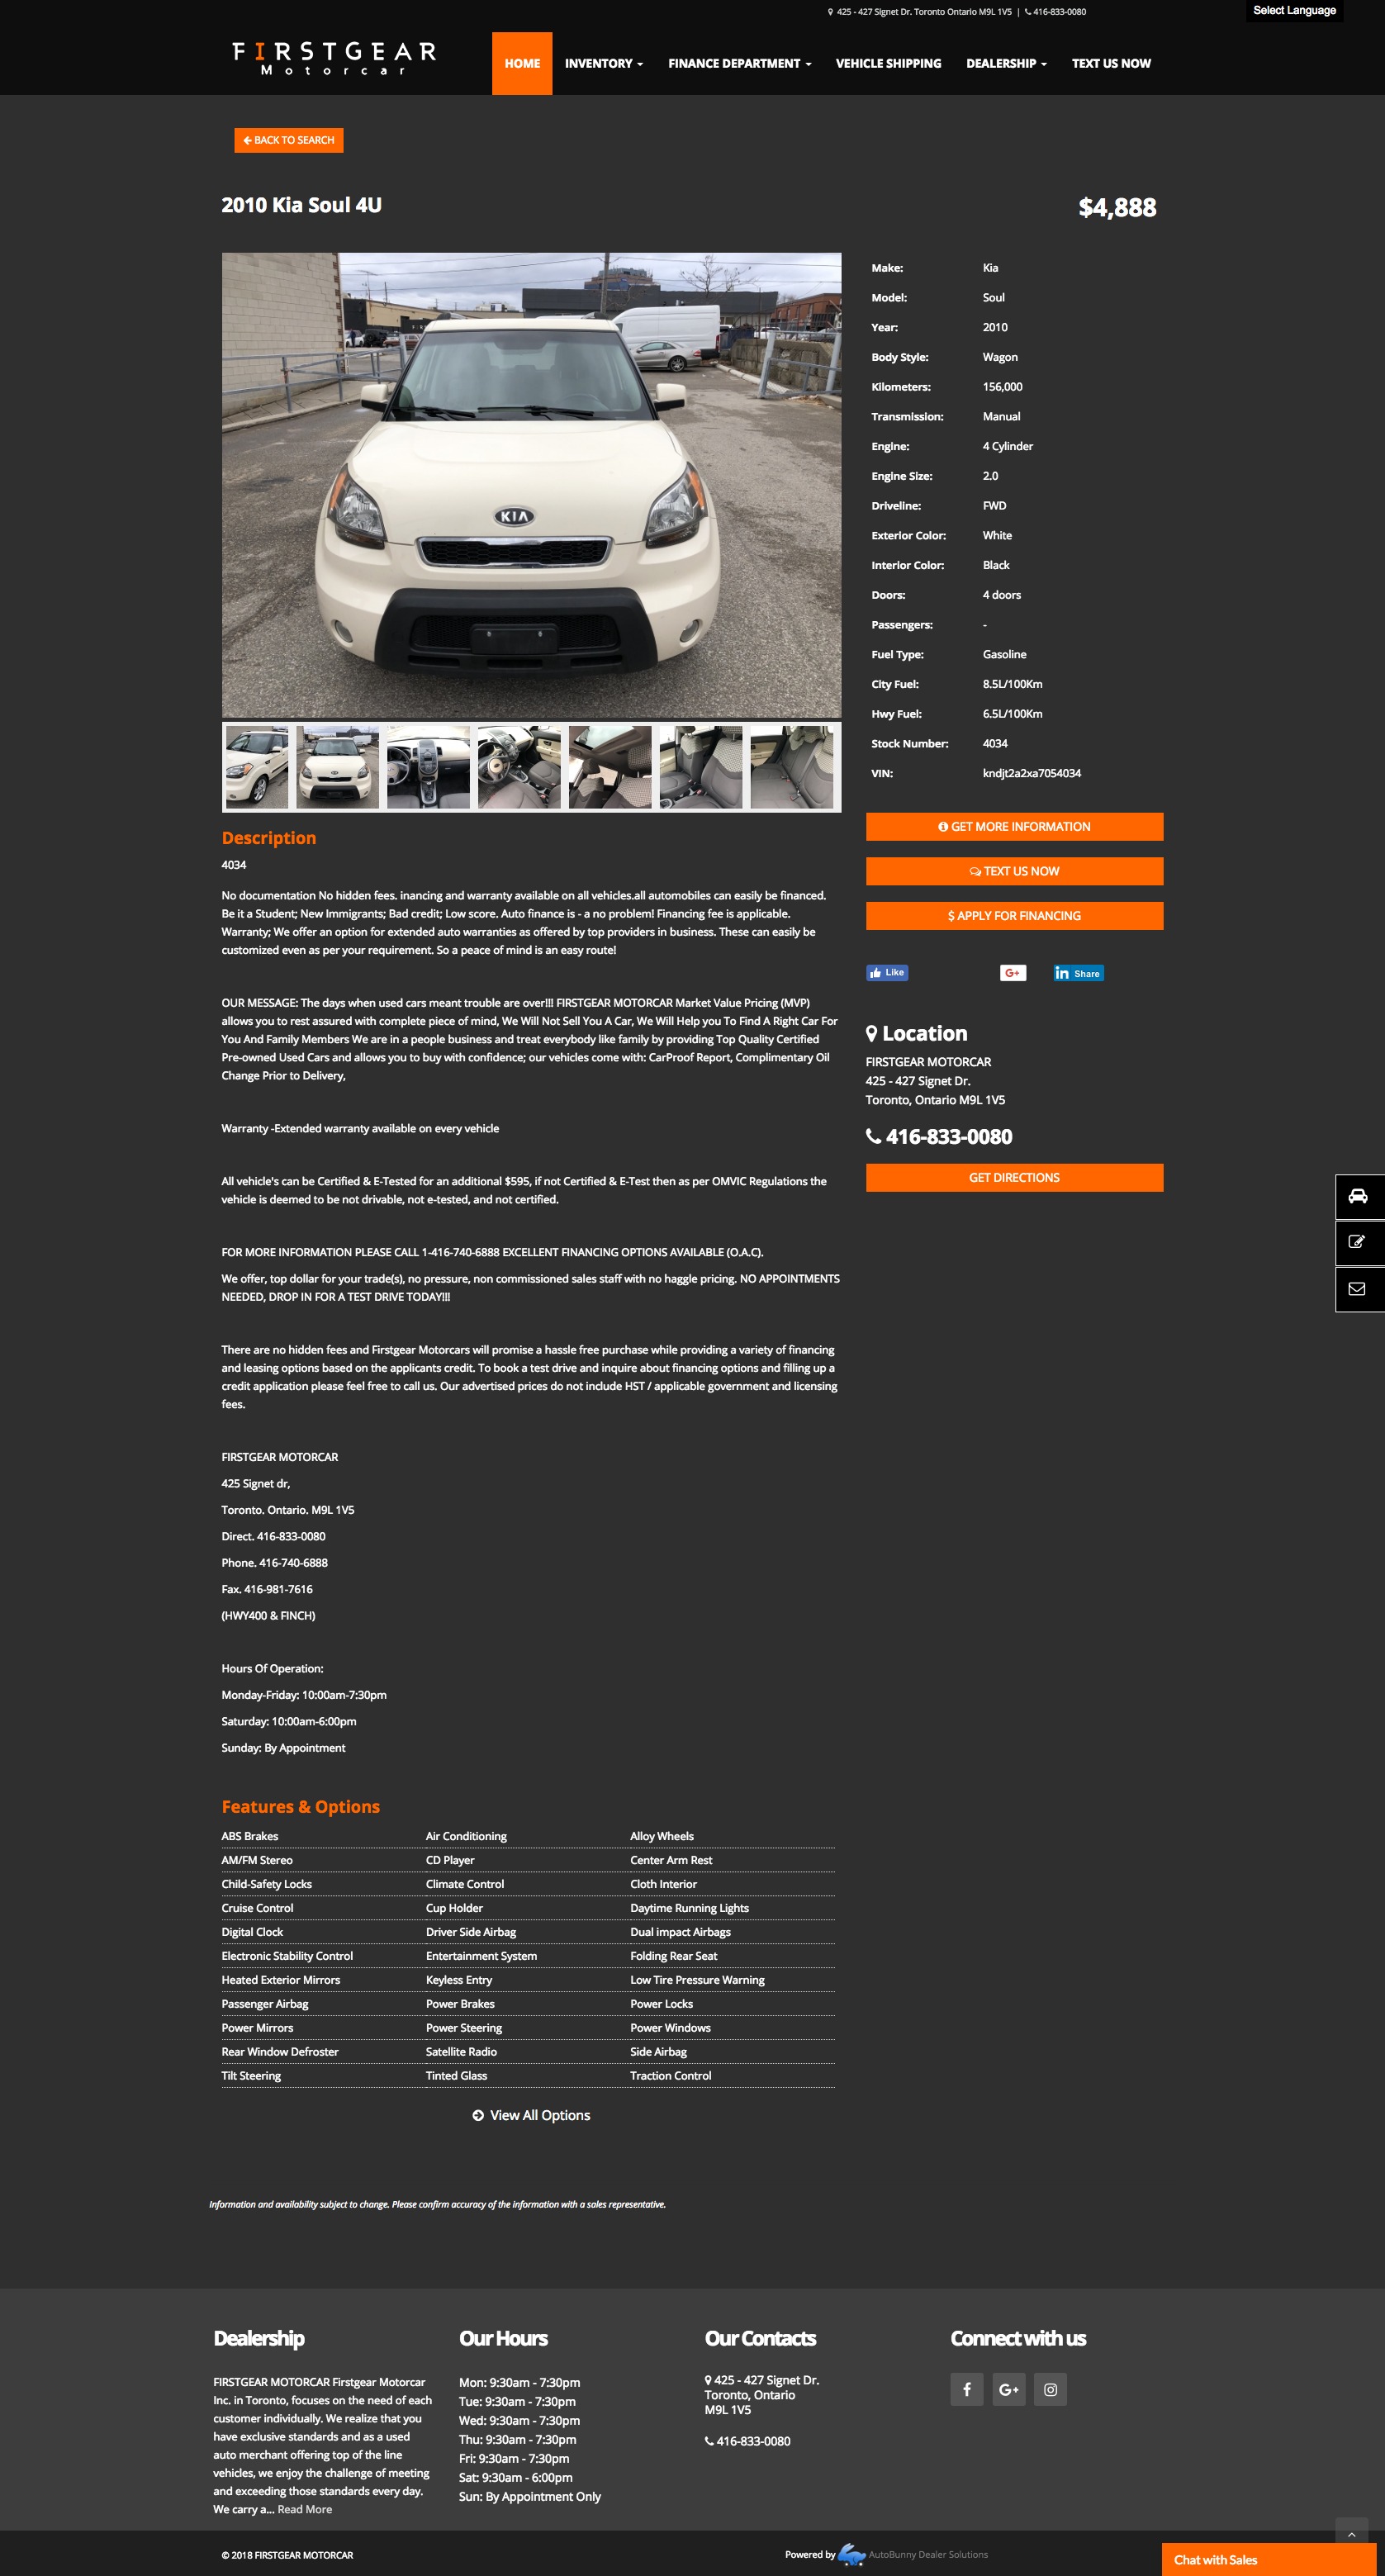 425 - 427 Signet Dr. Toronto Ontario M9L 1V5 | 416-833-0080
Select Language
FIRSTGEAR
Motorcar
HOME
INVENTORY
FINANCE DEPARTMENT
VEHICLE SHIPPING
DEALERSHIP
TEXT US NOW
BACK TO SEARCH
2010 Kia Soul 4U
$4,888
KIA
Make: Kia
Model: Soul
Year: 2010
Body Style: Wagon
Kilometers: 156,000
Transmission: Manual
Engine: 4 Cylinder
Engine Size: 2.0
Driveline: FWD
Exterior Color: White
Interior Color: Black
Doors: 4 doors
Passengers: -
Fuel Type: Gasoline
City Fuel: 8.5L/100Km
Hwy Fuel: 6.5L/100Km
Stock Number: 4034
VIN: kndjt2a2xa7054034
GET MORE INFORMATION
TEXT US NOW
$ APPLY FOR FINANCING
Like
G+
in Share
Location
FIRSTGEAR MOTORCAR
425 - 427 Signet Dr.
Toronto, Ontario M9L 1V5
416-833-0080
GET DIRECTIONS
Description
4034
No documentation No hidden fees. inancing and warranty available on all vehicles.all automobiles can easily be financed.
Be it a Student; New Immigrants; Bad credit; Low score. Auto finance is - a no problem! Financing fee is applicable.
Warranty; We offer an option for extended auto warranties as offered by top providers in business. These can easily be
customized even as per your requirement. So a peace of mind is an easy route!
OUR MESSAGE: The days when used cars meant trouble are over!!! FIRSTGEAR MOTORCAR Market Value Pricing (MVP)
allows you to rest assured with complete piece of mind, We Will Not Sell You A Car, We Will Help you To Find A Right Car For
You And Family Members We are in a people business and treat everybody like family by providing Top Quality Certified
Pre-owned Used Cars and allows you to buy with confidence; our vehicles come with: CarProof Report, Complimentary Oil
Change Prior to Delivery,
Warranty -Extended warranty available on every vehicle
All vehicle's can be Certified & E-Tested for an additional $595, if not Certified & E-Test then as per OMVIC Regulations the
vehicle is deemed to be not drivable, not e-tested, and not certified.
FOR MORE INFORMATION PLEASE CALL 1-416-740-6888 EXCELLENT FINANCING OPTIONS AVAILABLE (O.A.C).
We offer, top dollar for your trade(s), no pressure, non commissioned sales staff with no haggle pricing. NO APPOINTMENTS
NEEDED, DROP IN FOR A TEST DRIVE TODAY!!!
There are no hidden fees and Firstgear Motorcars will promise a hassle free purchase while providing a variety of financing
and leasing options based on the applicants credit. To book a test drive and inquire about financing options and filling up a
credit application please feel free to call us. Our advertised prices do not include HST / applicable government and licensing
fees.
FIRSTGEAR MOTORCAR
425 Signet dr,
Toronto. Ontario. M9L 1V5
Direct. 416-833-0080
Phone. 416-740-6888
Fax. 416-981-7616
(HWY400 & FINCH)
Hours Of Operation:
Monday-Friday: 10:00am-7:30pm
Saturday: 10:00am-6:00pm
Sunday: By Appointment
Features & Options
ABS Brakes Air Conditioning Alloy Wheels
AM/FM Stereo CD Player Center Arm Rest
Child-Safety Locks Climate Control Cloth Interior
Cruise Control Cup Holder Daytime Running Lights
Digital Clock Driver Side Airbag Dual impact Airbags
Electronic Stability Control Entertainment System Folding Rear Seat
Heated Exterior Mirrors Keyless Entry Low Tire Pressure Warning
Passenger Airbag Power Brakes Power Locks
Power Mirrors Power Steering Power Windows
Rear Window Defroster Satellite Radio Side Airbag
Tilt Steering Tinted Glass Traction Control
View All Options
Information and availability subject to change. Please confirm accuracy of the information with a sales representative.
Dealership
FIRSTGEAR MOTORCAR Firstgear Motorcar
Inc. in Toronto, focuses on the need of each
customer individually. We realize that you
have exclusive standards and as a used
auto merchant offering top of the line
vehicles, we enjoy the challenge of meeting
and exceeding those standards every day.
We carry a... Read More
Our Hours
Mon: 9:30am - 7:30pm
Tue: 9:30am - 7:30pm
Wed: 9:30am - 7:30pm
Thu: 9:30am - 7:30pm
Fri: 9:30am - 7:30pm
Sat: 9:30am - 6:00pm
Sun: By Appointment Only
Our Contacts
425 - 427 Signet Dr.
Toronto, Ontario
M9L 1V5
416-833-0080
Connect with us
f G+
© 2018 FIRSTGEAR MOTORCAR
Powered by AutoBunny Dealer Solutions
Chat with Sales